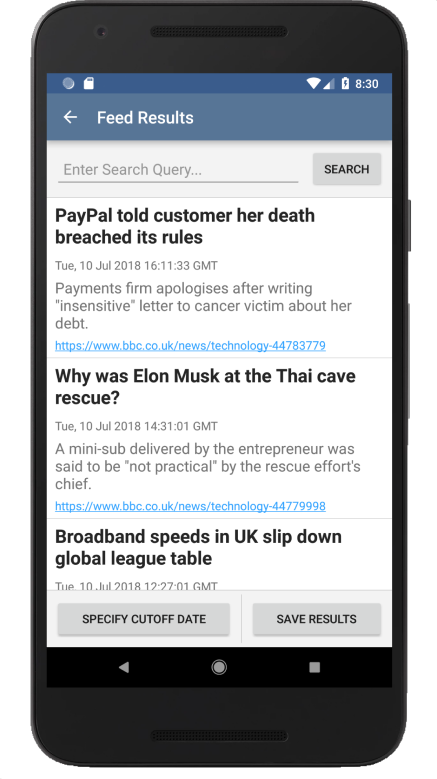 8:30
Feed Results
Enter Search Query...
SEARCH
PayPal told customer her death
breached its rules
Tue, 10 Jul 2018 16:11:33 GMT
Payments firm apologises after writing
"insensitive" letter to cancer victim about her
debt.
https://www.bbc.co.uk/news/technology-44783779
Why was Elon Musk at the Thai cave
rescue?
Tue, 10 Jul 2018 14:31:01 GMT
A mini-sub delivered by the entrepreneur was
said to be "not practical" by the rescue effort's
chief.
https://www.bbc.co.uk/news/technology-44779998
Broadband speeds in UK slip down
global league table
Tue, 10 Jul 2018 12:27:01 GMT
SPECIFY CUTOFF DATE
SAVE RESULTS